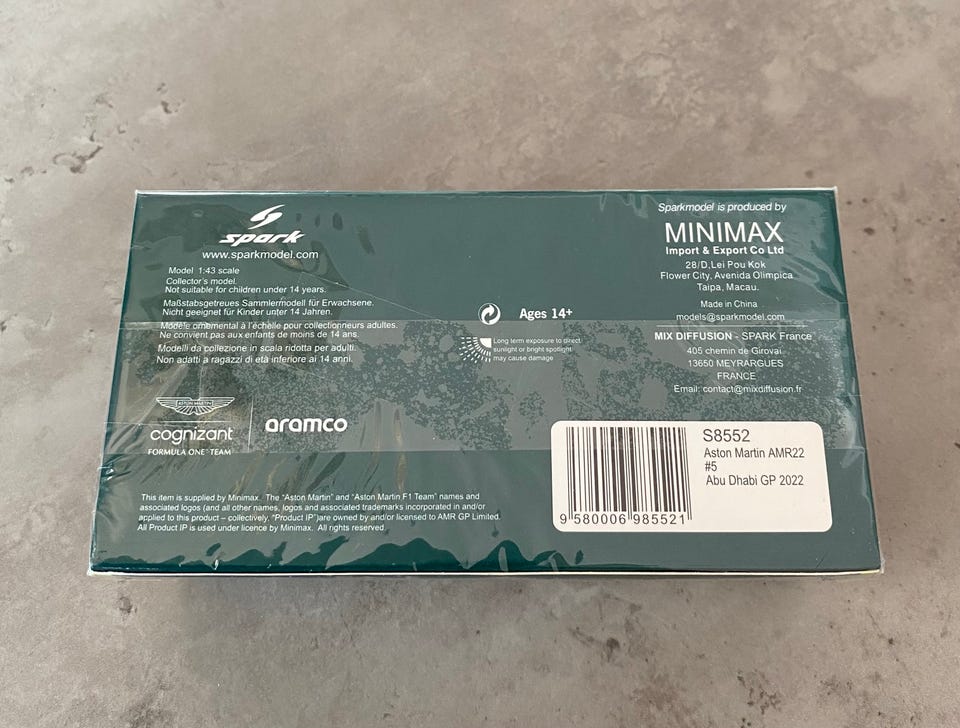 spark
www.sparkmodel.com
Model 1:43 scale
Collector's model.
Not suitable for children under 14 years.
Maßstabsgetreues Sammlermodell für Erwachsene.
Nicht geeignet für Kinder unter 14 Jahren.
Modèle ornemental à l'échelle pour collectionneurs adultes.
Ne convient pas aux enfants de moins de 14 ans.
Modelli da collezione in scala ridotta per adulti.
Non adatti a ragazzi di età inferiore ai 14 anni.
ASTON MARTIN
cognizant
FORMULA ONE™ TEAM
aramco
This item is supplied by Minimax. The "Aston Martin" and "Aston Martin F1 Team" names and
associated logos (and all other names, logos and associated trademarks incorporated in and/or
applied to this product – collectively, "Product IP")are owned by and/or licensed to AMR GP Limited.
All Product IP is used under licence by Minimax. All rights reserved.
Ages 14+
Long term exposure to direct
sunlight or bright spotlight
may cause damage
Sparkmodel is produced by
MINIMAX
Import & Export Co Ltd
28/D,Lei Pou Kok
Flower City, Avenida Olimpica
Taipa, Macau.
Made in China
models@sparkmodel.com
MIX DIFFUSION - SPARK France
405 chemin de Girovai
13650 MEYRARGUES
FRANCE
Email: contact@mixdiffusion.fr
S8552
Aston Martin AMR22
#5
Abu Dhabi GP 2022
9 580006 985521